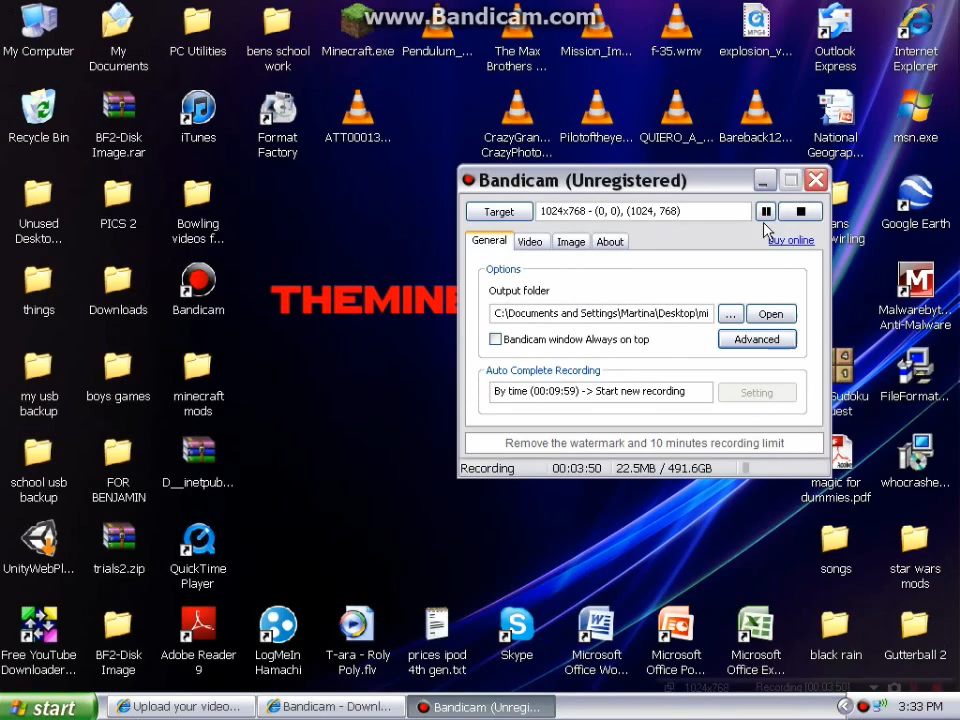 www.Bandicam.com
My Computer
My
Documents
PC Utilities
bens school
work
Minecraft.exe
Pendulum_...
The Max
Brothers ...
Mission_Im...
f-35.wmv
explosion_v...
Outlook
Express
Internet
Explorer
Recycle Bin
BF2-Disk
Image.rar
iTunes
Format
Factory
ATT00013...
CrazyGran...
CrazyPhoto...
Pilotoftheye...
QUIERO_A_...
Bareback12...
National
Geograp...
msn.exe
Bandicam (Unregistered)
Target
1024x768 - (0, 0), (1024, 768)
General
Video
Image
About
Buy online
Options
Output folder
C:\Documents and Settings\Martina\Desktop\mi
...
Open
Bandicam window Always on top
Advanced
Auto Complete Recording
By time (00:09:59) -> Start new recording
Setting
Remove the watermark and 10 minutes recording limit
Recording
00:03:50
22.5MB / 491.6GB
Unused
Deskto...
PICS 2
Bowling
videos f...
Google Earth
things
Downloads
Bandicam
THEMINE
Malwarebyt...
Anti-Malware
my usb
backup
boys games
minecraft
mods
FileFormat...
school usb
backup
FOR
BENJAMIN
D__inetpub...
magic for
dummies.pdf
whocrashe...
UnityWebPl...
trials2.zip
QuickTime
Player
songs
star wars
mods
Free YouTube
Downloader...
BF2-Disk
Image
Adobe Reader
9
LogMeIn
Hamachi
T-ara - Roly
Poly.flv
prices ipod
4th gen.txt
Skype
Microsoft
Office Wo...
Microsoft
Office Po...
Microsoft
Office Ex...
black rain
Gutterball 2
1024x768
Recording [00:03:50]
start
Upload your video...
Bandicam - Downl...
Bandicam (Unregi...
3:33 PM